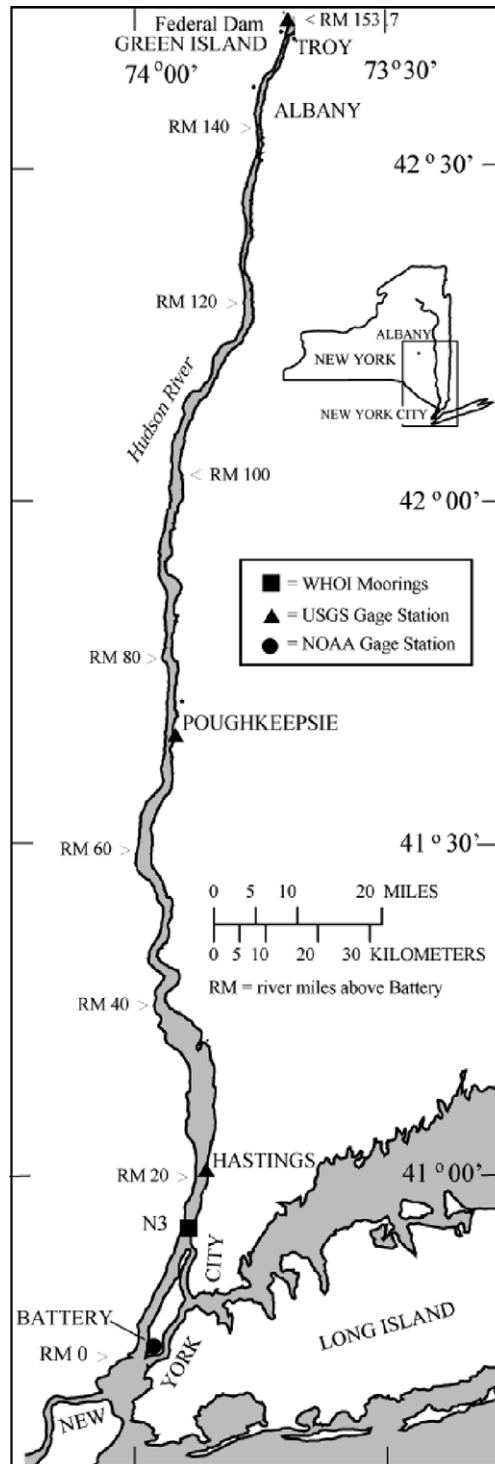 Federal Dam
< RM 153.7
GREEN ISLAND
TROY
74°00'
73°30'
ALBANY
RM 140 >
42°30'
RM 120 >
ALBANY
NEW YORK
NEW YORK CITY
Hudson River
< RM 100
42°00'
= WHOI Moorings
= USGS Gage Station
= NOAA Gage Station
RM 80 >
POUGHKEEPSIE
RM 60 >
41°30'
0 5 10 20 MILES
0 5 10 20 30 KILOMETERS
RM = river miles above Battery
RM 40 >
HASTINGS
RM 20 >
41°00'
N3
CITY
BATTERY
LONG ISLAND
RM 0 >
YORK
NEW